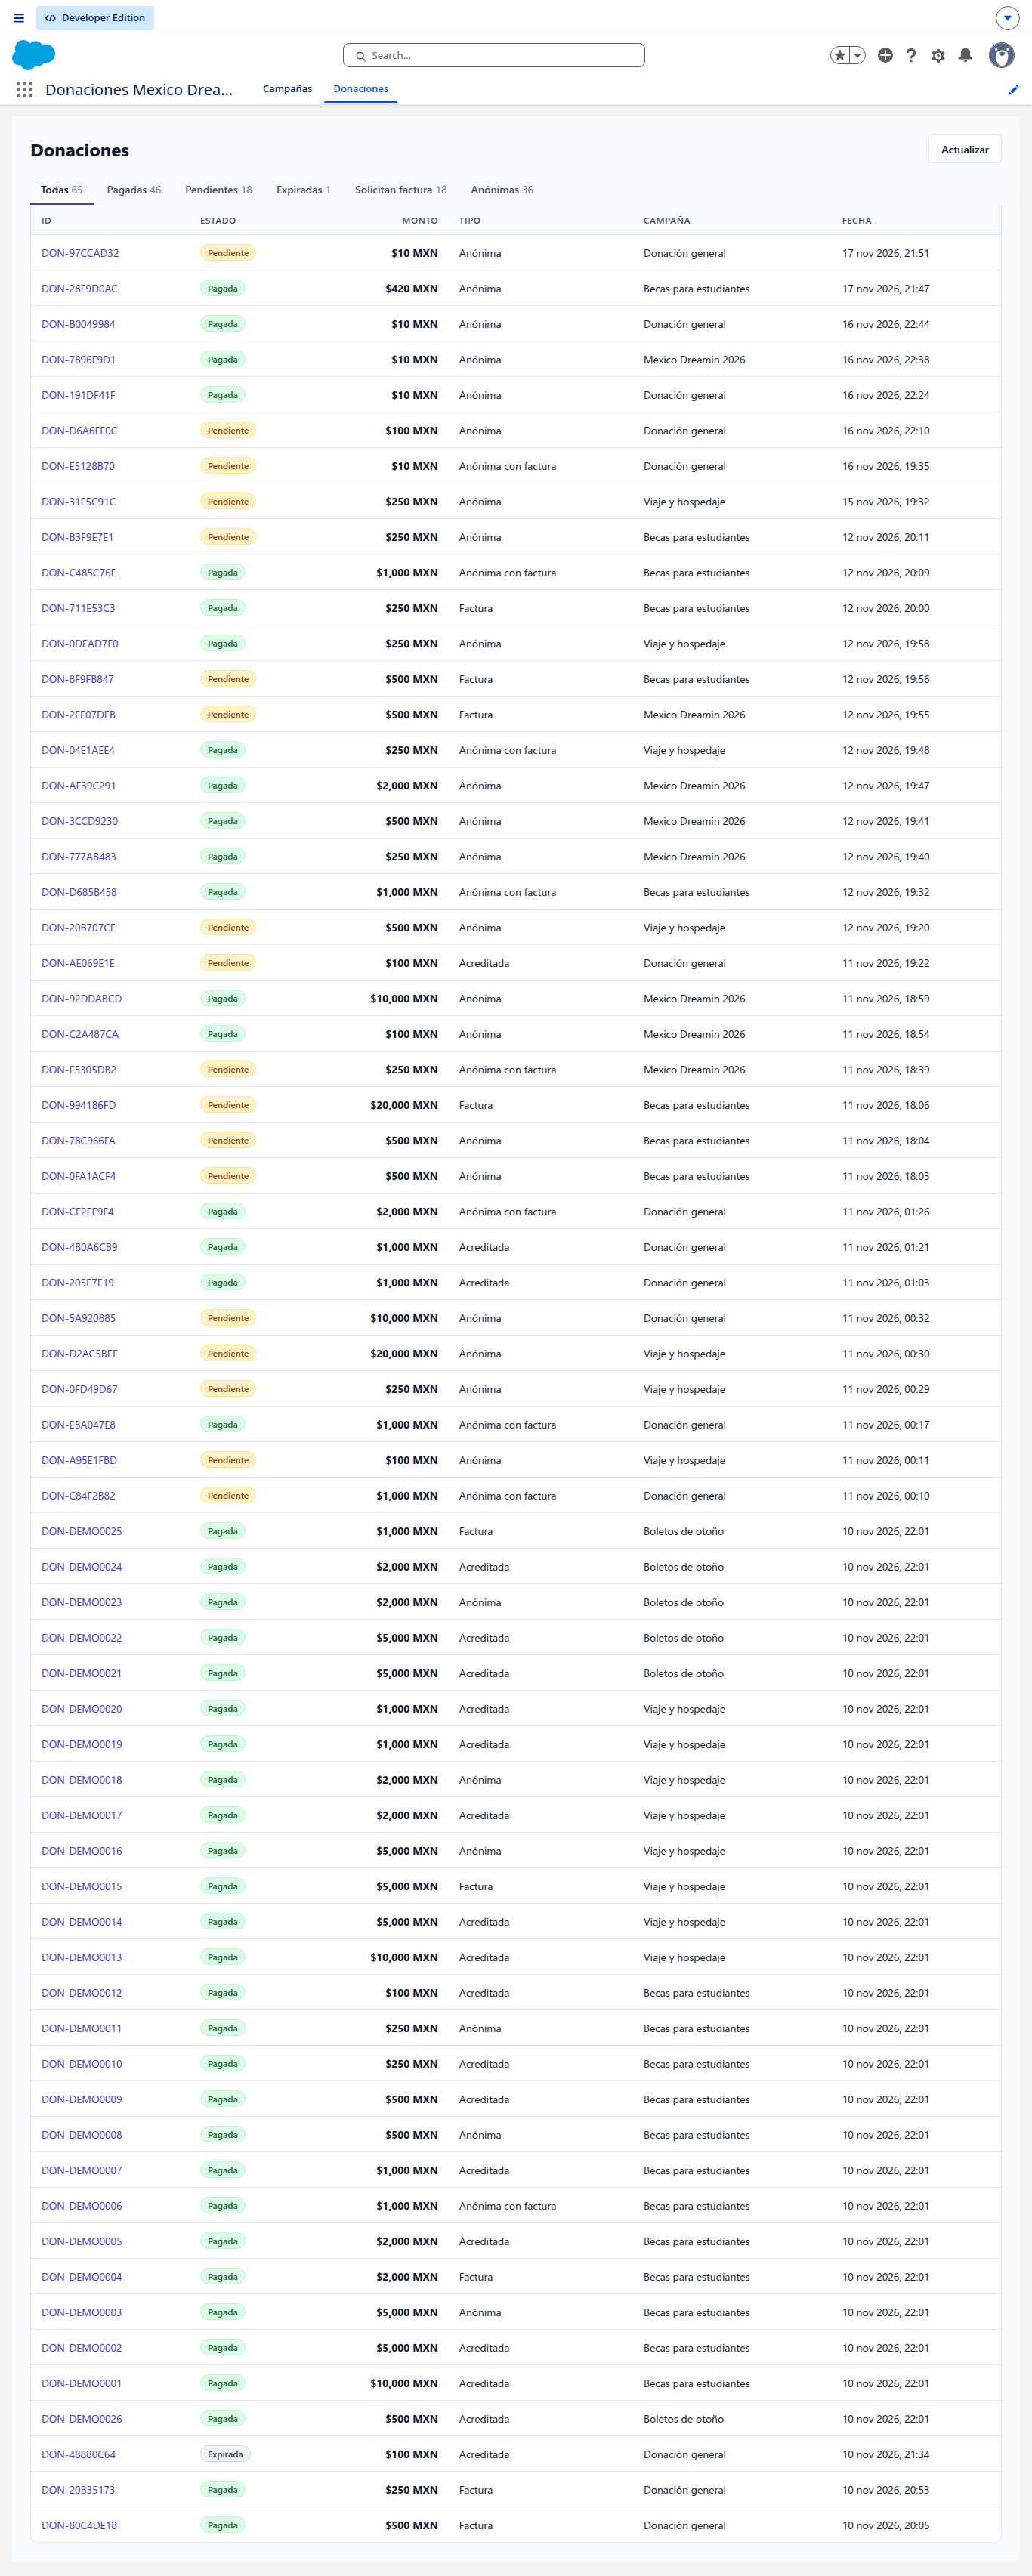 Developer Edition
Search...
Donaciones Mexico Drea... Campañas Donaciones
Donaciones Actualizar
Todas 65 Pagadas 46 Pendientes 18 Expiradas 1 Solicitan factura 18 Anónimas 36
ID ESTADO MONTO TIPO CAMPAÑA FECHA
DON-97CCAD32 Pendiente $10 MXN Anónima Donación general 17 nov 2026, 21:51
DON-28E9D0AC Pagada $420 MXN Anónima Becas para estudiantes 17 nov 2026, 21:47
DON-B0049984 Pagada $10 MXN Anónima Donación general 16 nov 2026, 22:44
DON-7896F9D1 Pagada $10 MXN Anónima Mexico Dreamin 2026 16 nov 2026, 22:38
DON-191DF41F Pagada $10 MXN Anónima Donación general 16 nov 2026, 22:24
DON-D6A6FE0C Pendiente $100 MXN Anónima Donación general 16 nov 2026, 22:10
DON-E5128B70 Pendiente $10 MXN Anónima con factura Donación general 16 nov 2026, 19:35
DON-31F5C91C Pendiente $250 MXN Anónima Viaje y hospedaje 15 nov 2026, 19:32
DON-B3F9E7E1 Pendiente $250 MXN Anónima Becas para estudiantes 12 nov 2026, 20:11
DON-C485C76E Pagada $1,000 MXN Anónima con factura Becas para estudiantes 12 nov 2026, 20:09
DON-711E53C3 Pagada $250 MXN Factura Becas para estudiantes 12 nov 2026, 20:00
DON-0DEAD7F0 Pagada $250 MXN Anónima Viaje y hospedaje 12 nov 2026, 19:58
DON-8F9FB847 Pendiente $500 MXN Factura Becas para estudiantes 12 nov 2026, 19:56
DON-2EF07DEB Pendiente $500 MXN Factura Mexico Dreamin 2026 12 nov 2026, 19:55
DON-04E1AEE4 Pagada $250 MXN Anónima con factura Viaje y hospedaje 12 nov 2026, 19:48
DON-AF39C291 Pagada $2,000 MXN Anónima Mexico Dreamin 2026 12 nov 2026, 19:47
DON-3CCD9230 Pagada $500 MXN Anónima Mexico Dreamin 2026 12 nov 2026, 19:41
DON-777AB483 Pagada $250 MXN Anónima Mexico Dreamin 2026 12 nov 2026, 19:40
DON-D685B458 Pagada $1,000 MXN Anónima con factura Becas para estudiantes 12 nov 2026, 19:32
DON-20B707CE Pendiente $500 MXN Anónima Viaje y hospedaje 12 nov 2026, 19:20
DON-AE069E1E Pendiente $100 MXN Acreditada Donación general 11 nov 2026, 19:22
DON-92DDABCD Pagada $10,000 MXN Anónima Mexico Dreamin 2026 11 nov 2026, 18:59
DON-C2A487CA Pagada $100 MXN Anónima Mexico Dreamin 2026 11 nov 2026, 18:54
DON-E5305DB2 Pendiente $250 MXN Anónima con factura Mexico Dreamin 2026 11 nov 2026, 18:39
DON-994186FD Pendiente $20,000 MXN Factura Becas para estudiantes 11 nov 2026, 18:06
DON-78C966FA Pendiente $500 MXN Anónima Becas para estudiantes 11 nov 2026, 18:04
DON-0FA1ACF4 Pendiente $500 MXN Anónima Becas para estudiantes 11 nov 2026, 18:03
DON-CF2EE9F4 Pagada $2,000 MXN Anónima con factura Donación general 11 nov 2026, 01:26
DON-4B0A6CB9 Pagada $1,000 MXN Acreditada Donación general 11 nov 2026, 01:21
DON-205E7E19 Pagada $1,000 MXN Acreditada Donación general 11 nov 2026, 01:03
DON-5A920885 Pendiente $10,000 MXN Anónima Donación general 11 nov 2026, 00:32
DON-D2AC5BEF Pendiente $20,000 MXN Anónima Viaje y hospedaje 11 nov 2026, 00:30
DON-0FD49D67 Pendiente $250 MXN Anónima Viaje y hospedaje 11 nov 2026, 00:29
DON-EBA047E8 Pagada $1,000 MXN Anónima con factura Donación general 11 nov 2026, 00:17
DON-A95E1FBD Pendiente $100 MXN Anónima Viaje y hospedaje 11 nov 2026, 00:11
DON-C84F2B82 Pendiente $1,000 MXN Anónima con factura Donación general 11 nov 2026, 00:10
DON-DEMO0025 Pagada $1,000 MXN Factura Boletos de otoño 10 nov 2026, 22:01
DON-DEMO0024 Pagada $2,000 MXN Acreditada Boletos de otoño 10 nov 2026, 22:01
DON-DEMO0023 Pagada $2,000 MXN Anónima Boletos de otoño 10 nov 2026, 22:01
DON-DEMO0022 Pagada $5,000 MXN Acreditada Boletos de otoño 10 nov 2026, 22:01
DON-DEMO0021 Pagada $5,000 MXN Acreditada Boletos de otoño 10 nov 2026, 22:01
DON-DEMO0020 Pagada $1,000 MXN Acreditada Viaje y hospedaje 10 nov 2026, 22:01
DON-DEMO0019 Pagada $1,000 MXN Acreditada Viaje y hospedaje 10 nov 2026, 22:01
DON-DEMO0018 Pagada $2,000 MXN Anónima Viaje y hospedaje 10 nov 2026, 22:01
DON-DEMO0017 Pagada $2,000 MXN Acreditada Viaje y hospedaje 10 nov 2026, 22:01
DON-DEMO0016 Pagada $5,000 MXN Anónima Viaje y hospedaje 10 nov 2026, 22:01
DON-DEMO0015 Pagada $5,000 MXN Factura Viaje y hospedaje 10 nov 2026, 22:01
DON-DEMO0014 Pagada $5,000 MXN Acreditada Viaje y hospedaje 10 nov 2026, 22:01
DON-DEMO0013 Pagada $10,000 MXN Acreditada Viaje y hospedaje 10 nov 2026, 22:01
DON-DEMO0012 Pagada $100 MXN Acreditada Becas para estudiantes 10 nov 2026, 22:01
DON-DEMO0011 Pagada $250 MXN Anónima Becas para estudiantes 10 nov 2026, 22:01
DON-DEMO0010 Pagada $250 MXN Acreditada Becas para estudiantes 10 nov 2026, 22:01
DON-DEMO0009 Pagada $500 MXN Acreditada Becas para estudiantes 10 nov 2026, 22:01
DON-DEMO0008 Pagada $500 MXN Anónima Becas para estudiantes 10 nov 2026, 22:01
DON-DEMO0007 Pagada $1,000 MXN Acreditada Becas para estudiantes 10 nov 2026, 22:01
DON-DEMO0006 Pagada $1,000 MXN Anónima con factura Becas para estudiantes 10 nov 2026, 22:01
DON-DEMO0005 Pagada $2,000 MXN Acreditada Becas para estudiantes 10 nov 2026, 22:01
DON-DEMO0004 Pagada $2,000 MXN Factura Becas para estudiantes 10 nov 2026, 22:01
DON-DEMO0003 Pagada $5,000 MXN Anónima Becas para estudiantes 10 nov 2026, 22:01
DON-DEMO0002 Pagada $5,000 MXN Acreditada Becas para estudiantes 10 nov 2026, 22:01
DON-DEMO0001 Pagada $10,000 MXN Acreditada Becas para estudiantes 10 nov 2026, 22:01
DON-DEMO0026 Pagada $500 MXN Acreditada Boletos de otoño 10 nov 2026, 22:01
DON-48880C64 Expirada $100 MXN Acreditada Donación general 10 nov 2026, 21:34
DON-20B35173 Pagada $250 MXN Factura Donación general 10 nov 2026, 20:53
DON-80C4DE18 Pagada $500 MXN Factura Donación general 10 nov 2026, 20:05